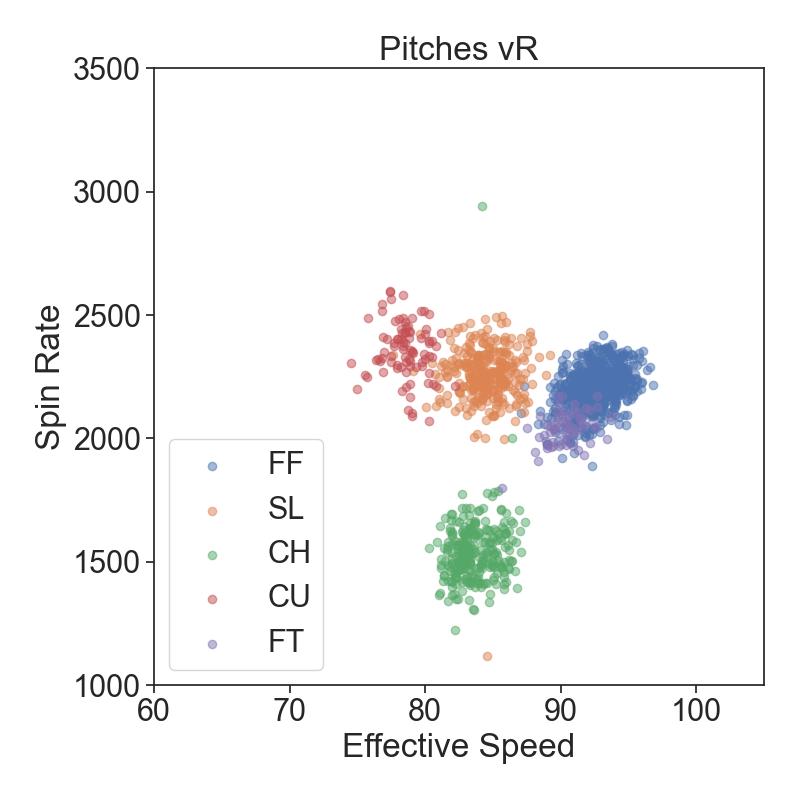 Pitches vR
3500
3000
2500
2000
1500
1000
Spin Rate
FF
SL
CH
CU
FT
60 70 80 90 100
Effective Speed